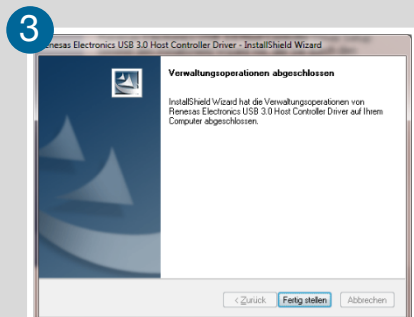 3
Renesas Electronics USB 3.0 Host Controller Driver - InstallShield Wizard
Verwaltungsoperationen abgeschlossen
InstallShield Wizard hat die Verwaltungsoperationen von
Renesas Electronics USB 3.0 Host Controller Driver auf Ihrem
Computer abgeschlossen.
< Zurück Fertig stellen Abbrechen